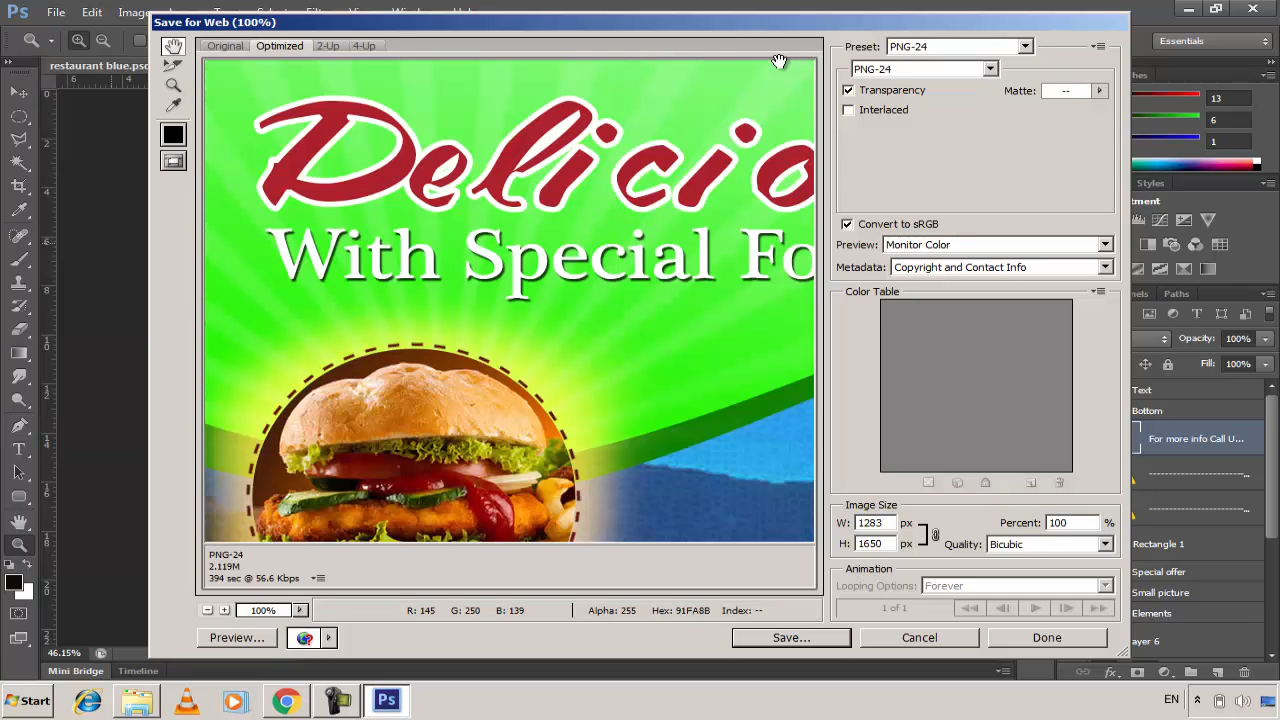 Ps File Edit Ima
Save for Web (100%)
Essentials
restaurant blue.psd
Original Optimized 2-Up 4-Up
Preset: PNG-24
PNG-24
Transparency Matte: --
Interlaced
Convert to sRGB
Preview: Monitor Color
Metadata: Copyright and Contact Info
Color Table
Image Size
W: 1283 px Percent: 100 %
H: 1650 px Quality: Bicubic
Animation
Looping Options: Forever
1 of 1
Delicio
With Special Fo
PNG-24
2.119M
394 sec @ 56.6 Kbps
100% R: 145 G: 250 B: 139 Alpha: 255 Hex: 91FA8B Index: --
Preview... Save... Cancel Done
13
6
1
Styles
tment
Paths
Opacity: 100%
Fill: 100%
Text
Bottom
For more info Call U...
Rectangle 1
Special offer
Small picture
Elements
Layer 6
46.15%
Mini Bridge Timeline
Start Ps EN